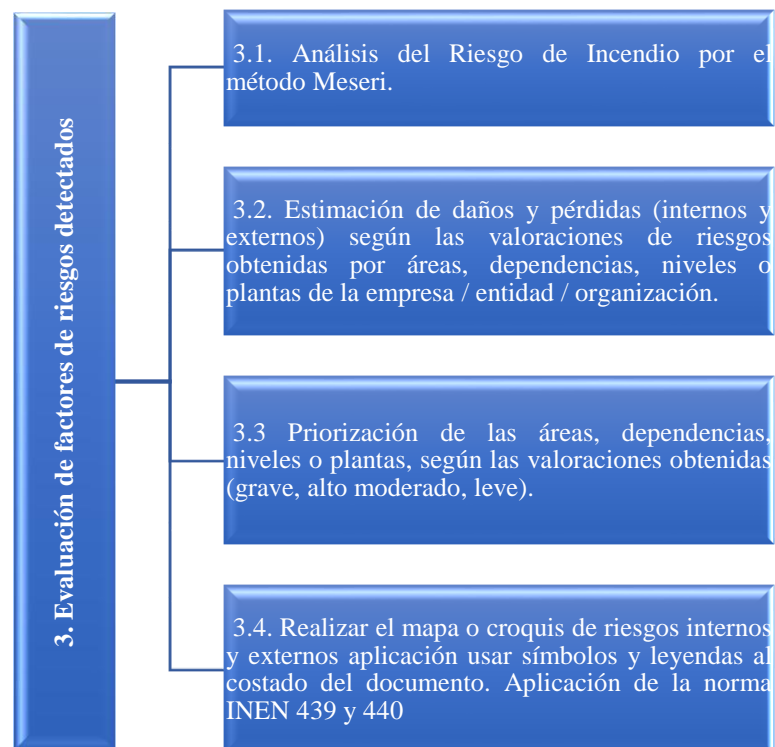 3. Evaluación de factores de riesgos detectados
3.1. Análisis del Riesgo de Incendio por el
método Meseri.
3.2. Estimación de daños y pérdidas (internos y
externos) según las valoraciones de riesgos
obtenidas por áreas, dependencias, niveles o
plantas de la empresa / entidad / organización.
3.3 Priorización de las áreas, dependencias,
niveles o plantas, según las valoraciones obtenidas
(grave, alto moderado, leve).
3.4. Realizar el mapa o croquis de riesgos internos
y externos aplicación usar símbolos y leyendas al
costado del documento. Aplicación de la norma
INEN 439 y 440